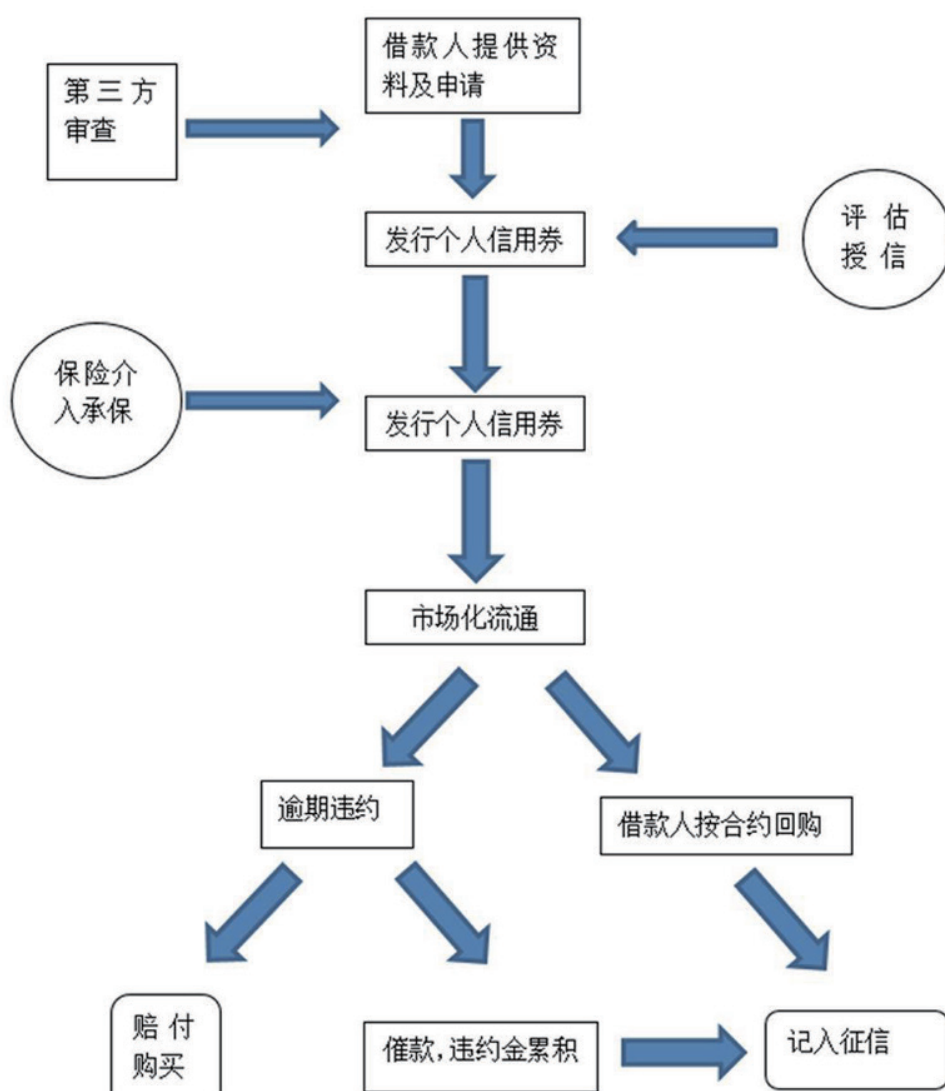 借款人提供资
料及申请
第三方
审查
发行个人信用券
评估
授信
保险介
入承保
发行个人信用券
市场化流通
逾期违约
借款人按合约回购
赔付
购买
催款,违约金累积
记入征信